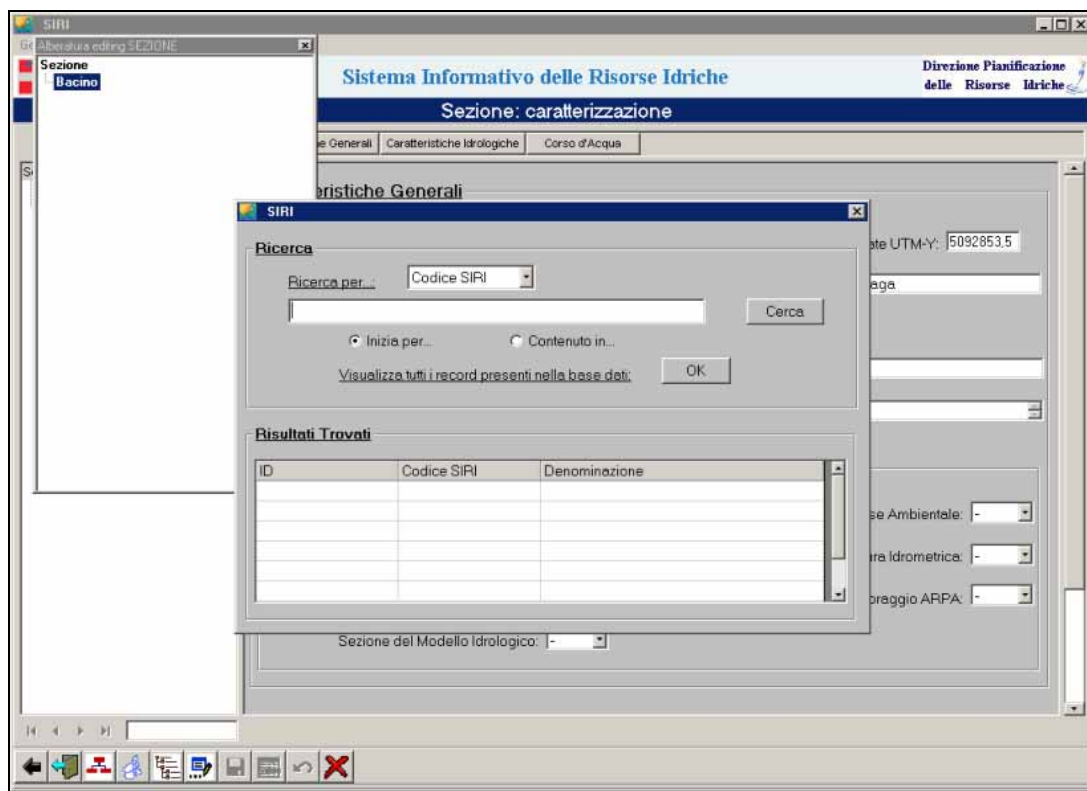 SIRI
Alberatura editing SEZIONE
Sezione
Bacino
Sistema Informativo delle Risorse Idriche
Direzione Pianificazione
delle Risorse Idriche
Sezione: caratterizzazione
e Generali
Caratteristiche Idrologiche
Corso d'Acqua
eristiche Generali
SIRI
ate UTM-Y: 5092853,5
Ricerca
Ricerca per...: Codice SIRI
aga
Cerca
Inizia per...
Contenuto in...
Visualizza tutti i record presenti nella base dati: OK
Risultati Trovati
ID
Codice SIRI
Denominazione
se Ambientale: -
ura Idrometrica: -
oraggio ARPA: -
Sezione del Modello Idrologico: -